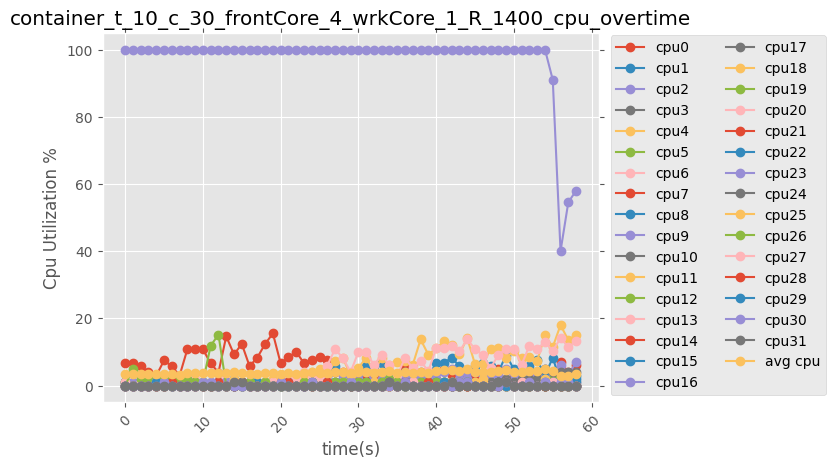 container_t_10_c_30_frontCore_4_wrkCore_1_R_1400_cpu_overtime
100
80
60
40
20
0
Cpu Utilization %
0
10
20
30
40
50
60
time(s)
cpu0
cpu1
cpu2
cpu3
cpu4
cpu5
cpu6
cpu7
cpu8
cpu9
cpu10
cpu11
cpu12
cpu13
cpu14
cpu15
cpu16
cpu17
cpu18
cpu19
cpu20
cpu21
cpu22
cpu23
cpu24
cpu25
cpu26
cpu27
cpu28
cpu29
cpu30
cpu31
avg cpu